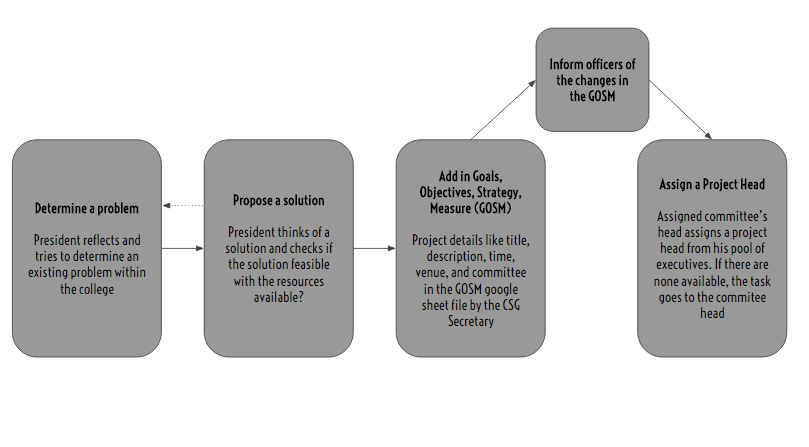 Determine a problem
President reflects and
tries to determine an
existing problem within
the college
Propose a solution
President thinks of a
solution and checks if
the solution feasible
with the resources
available?
Add in Goals,
Objectives, Strategy,
Measure (GOSM)
Project details like title,
description, time,
venue, and committee
in the GOSM google
sheet file by the CSG
Secretary
Inform officers of
the changes in
the GOSM
Assign a Project Head
Assigned committee's
head assigns a project
head from his pool of
executives. If there are
none available, the task
goes to the commitee
head